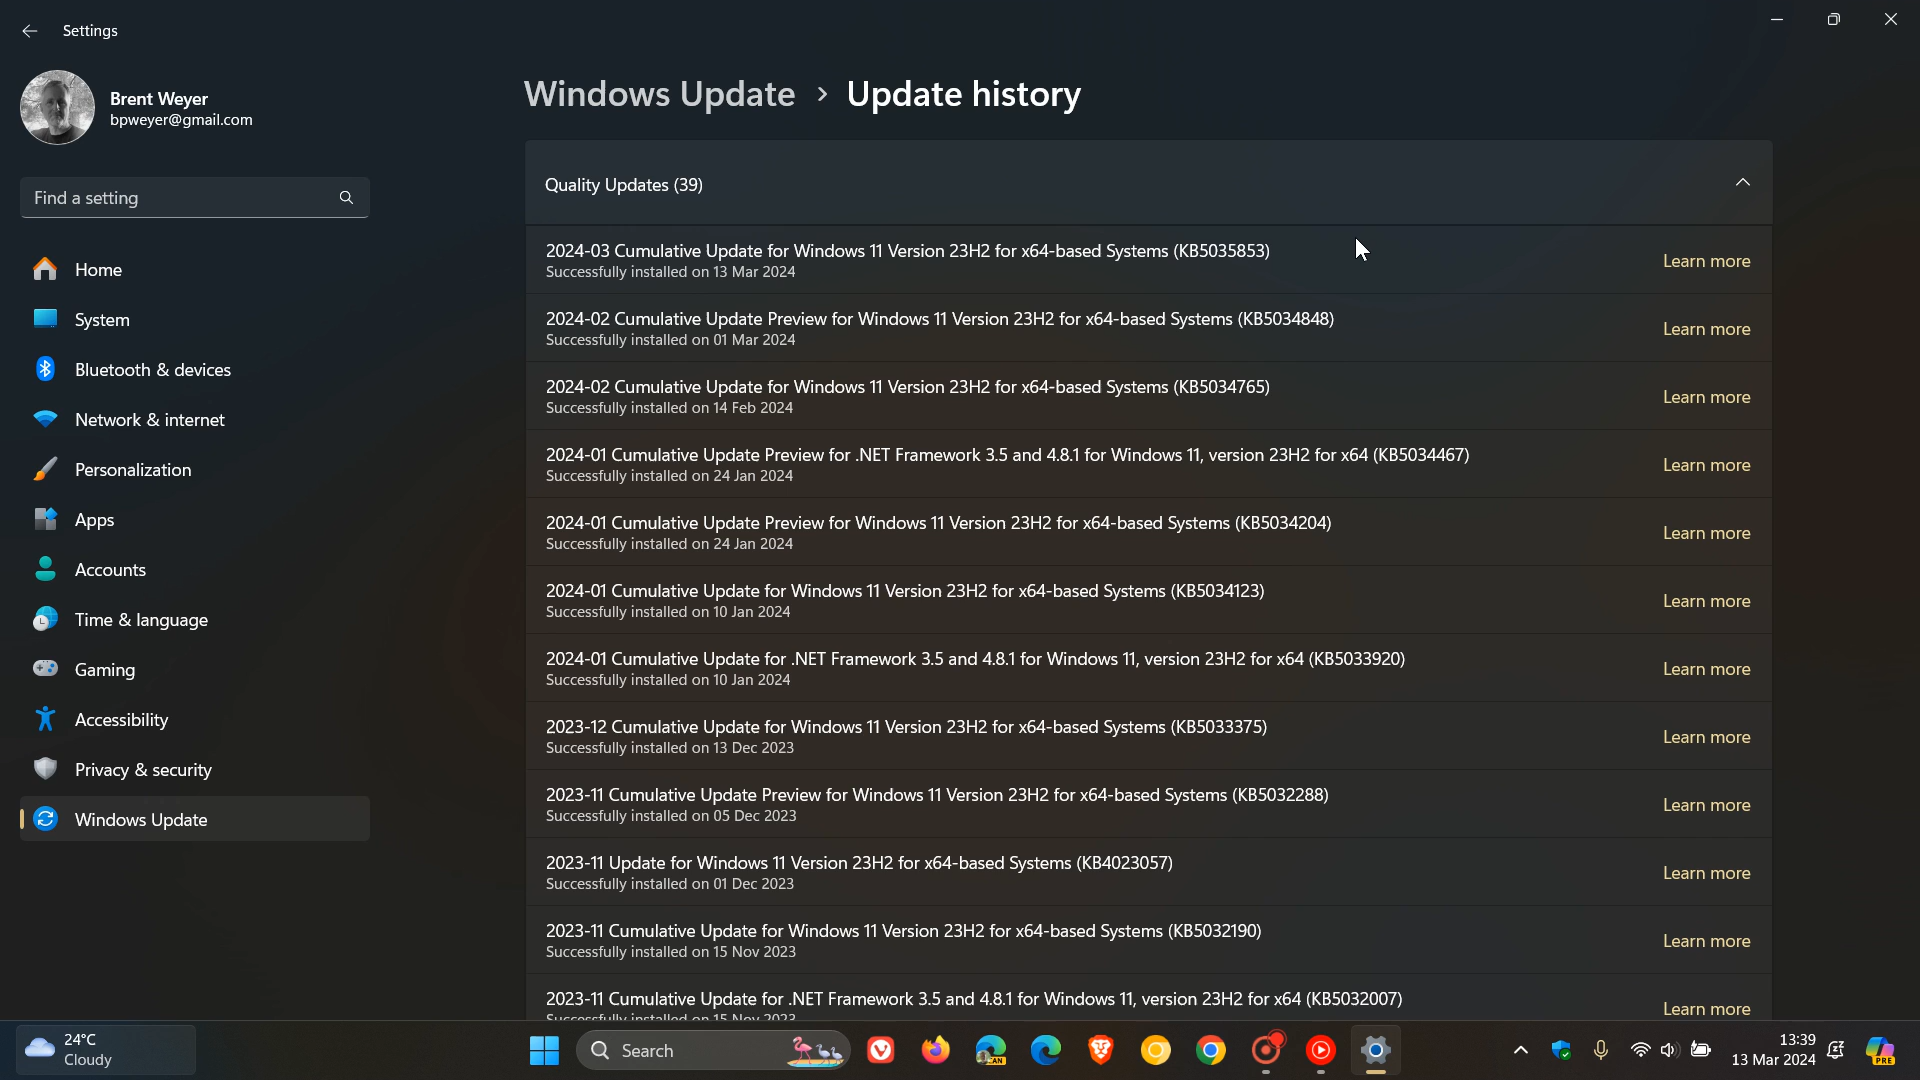 Settings
Brent Weyer
bpweyer@gmail.com
Find a setting
Home
System
Bluetooth & devices
Network & internet
Personalization
Apps
Accounts
Time & language
Gaming
Accessibility
Privacy & security
Windows Update
Windows Update > Update history
Quality Updates (39)
2024-03 Cumulative Update for Windows 11 Version 23H2 for x64-based Systems (KB5035853)
Successfully installed on 13 Mar 2024
Learn more
2024-02 Cumulative Update Preview for Windows 11 Version 23H2 for x64-based Systems (KB5034848)
Successfully installed on 01 Mar 2024
Learn more
2024-02 Cumulative Update for Windows 11 Version 23H2 for x64-based Systems (KB5034765)
Successfully installed on 14 Feb 2024
Learn more
2024-01 Cumulative Update Preview for .NET Framework 3.5 and 4.8.1 for Windows 11, version 23H2 for x64 (KB5034467)
Successfully installed on 24 Jan 2024
Learn more
2024-01 Cumulative Update Preview for Windows 11 Version 23H2 for x64-based Systems (KB5034204)
Successfully installed on 24 Jan 2024
Learn more
2024-01 Cumulative Update for Windows 11 Version 23H2 for x64-based Systems (KB5034123)
Successfully installed on 10 Jan 2024
Learn more
2024-01 Cumulative Update for .NET Framework 3.5 and 4.8.1 for Windows 11, version 23H2 for x64 (KB5033920)
Successfully installed on 10 Jan 2024
Learn more
2023-12 Cumulative Update for Windows 11 Version 23H2 for x64-based Systems (KB5033375)
Successfully installed on 13 Dec 2023
Learn more
2023-11 Cumulative Update Preview for Windows 11 Version 23H2 for x64-based Systems (KB5032288)
Successfully installed on 05 Dec 2023
Learn more
2023-11 Update for Windows 11 Version 23H2 for x64-based Systems (KB4023057)
Successfully installed on 01 Dec 2023
Learn more
2023-11 Cumulative Update for Windows 11 Version 23H2 for x64-based Systems (KB5032190)
Successfully installed on 15 Nov 2023
Learn more
2023-11 Cumulative Update for .NET Framework 3.5 and 4.8.1 for Windows 11, version 23H2 for x64 (KB5032007)
Successfully installed on 15 Nov 2023
Learn more
24°C
Cloudy
Search
CAN
13:39
13 Mar 2024
PRE